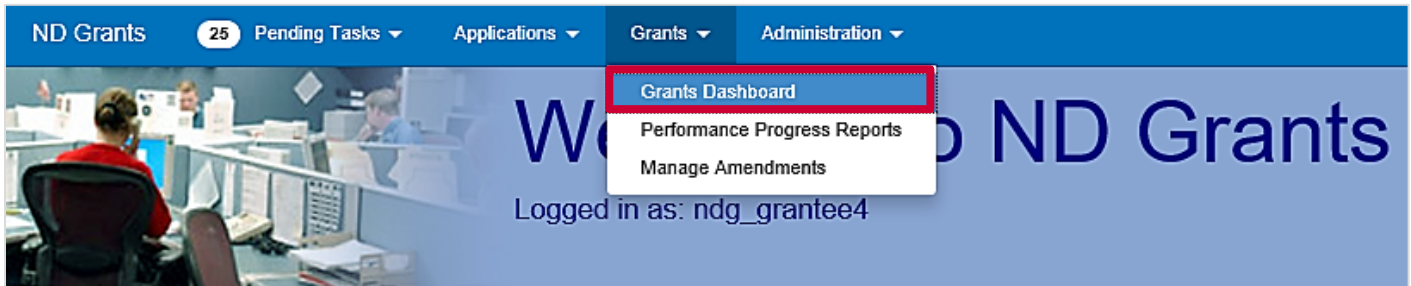 ND Grants 25 Pending Tasks Applications Grants Administration
Grants Dashboard
Performance Progress Reports
Manage Amendments
We o ND Grants
Logged in as: ndg_grantee4